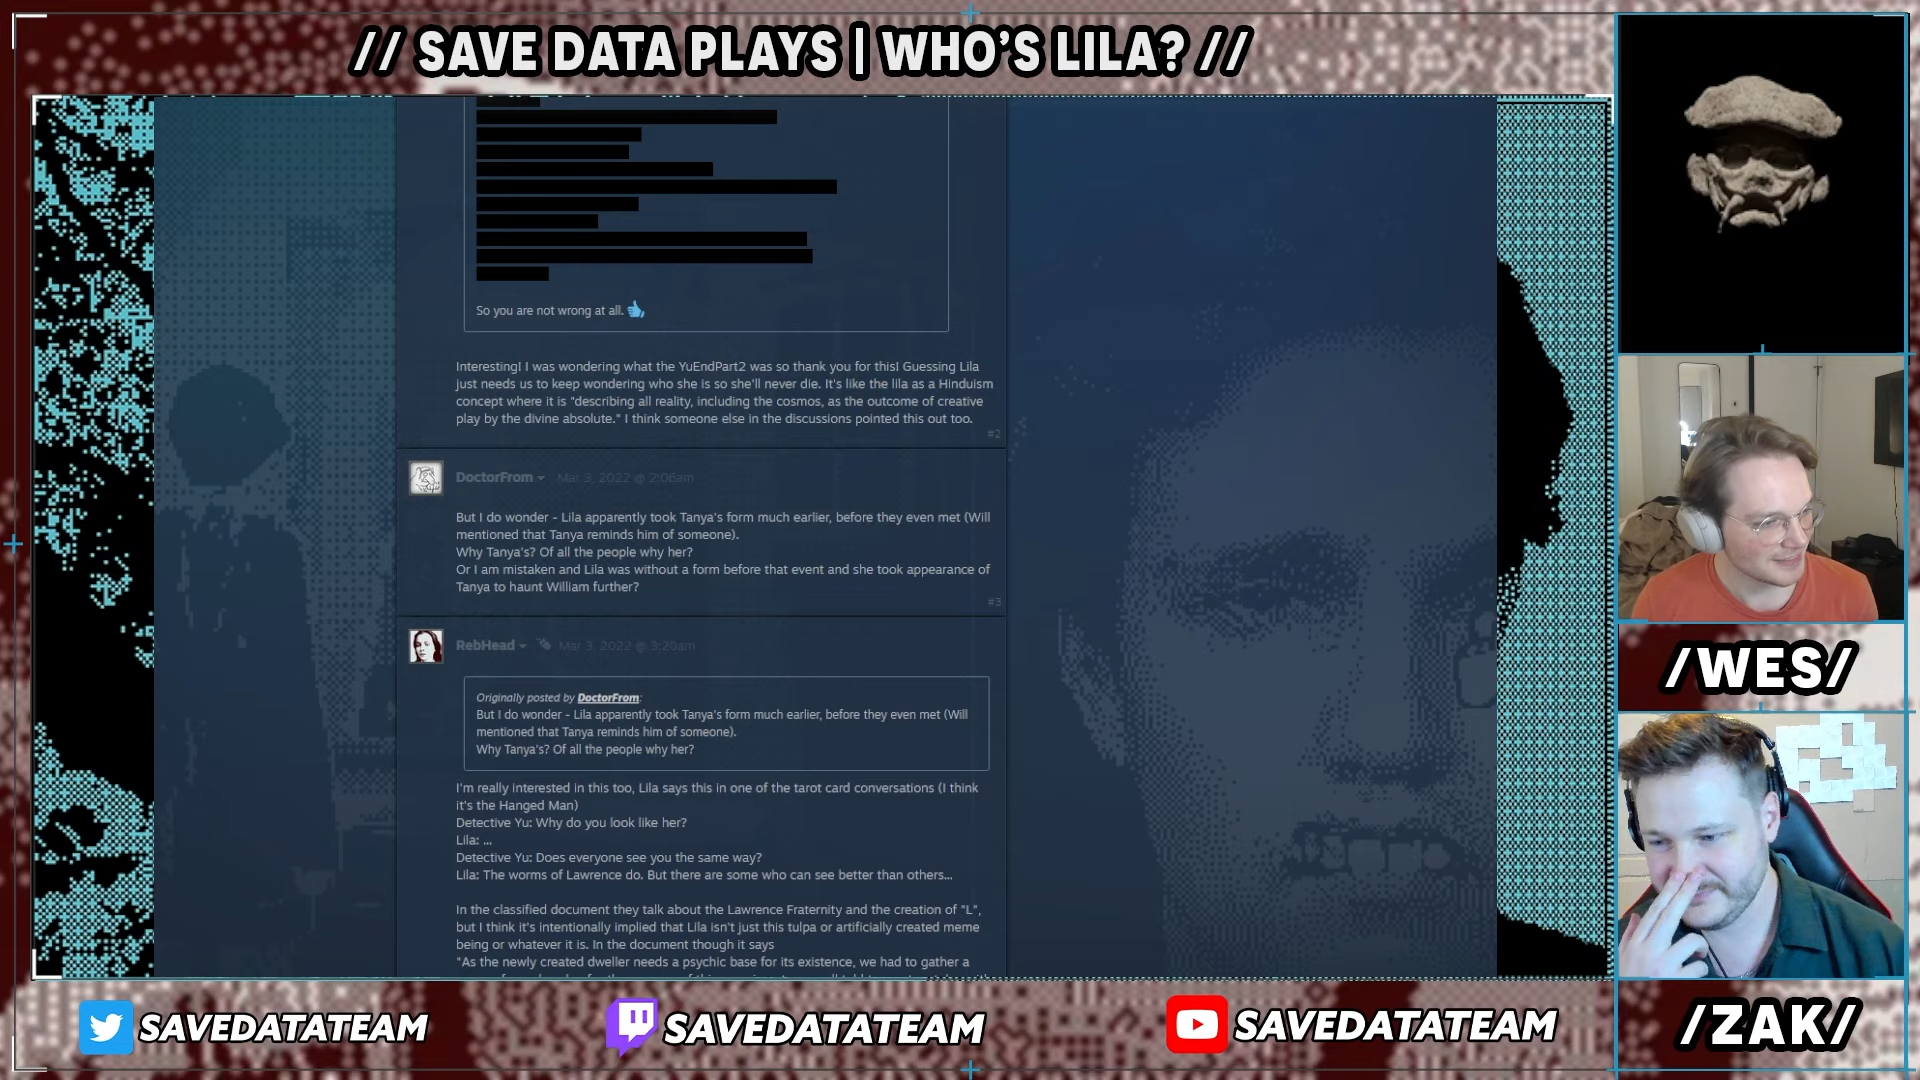 // SAVE DATA PLAYS | WHO'S LILA? //
So you are not wrong at all.
Interesting! I was wondering what the YuEndPart2 was so thank you for this! Guessing Lila
just needs us to keep wondering who she is so she'll never die. It's like the lila as a Hinduism
concept where it is "describing all reality, including the cosmos, as the outcome of creative
play by the divine absolute." I think someone else in the discussions pointed this out too.
#2
DoctorFrom Mar 3, 2022 @ 2:06am
But I do wonder - Lila apparently took Tanya's form much earlier, before they even met (Will
mentioned that Tanya reminds him of someone).
Why Tanya's? Of all the people why her?
Or I am mistaken and Lila was without a form before that event and she took appearance of
Tanya to haunt William further?
#3
RebHead Mar 3, 2022 @ 3:20am
Originally posted by DoctorFrom:
But I do wonder - Lila apparently took Tanya's form much earlier, before they even met (Will
mentioned that Tanya reminds him of someone).
Why Tanya's? Of all the people why her?
I'm really interested in this too, Lila says this in one of the tarot card conversations (I think
it's the Hanged Man)
Detective Yu: Why do you look like her?
Lila: ...
Detective Yu: Does everyone see you the same way?
Lila: The worms of Lawrence do. But there are some who can see better than others...
In the classified document they talk about the Lawrence Fraternity and the creation of "L",
but I think it's intentionally implied that Lila isn't just this tulpa or artificially created meme
being or whatever it is. In the document though it says
"As the newly created dweller needs a psychic base for its existence, we had to gather a
/WES/
/ZAK/
SAVEDATATEAM
SAVEDATATEAM
SAVEDATATEAM